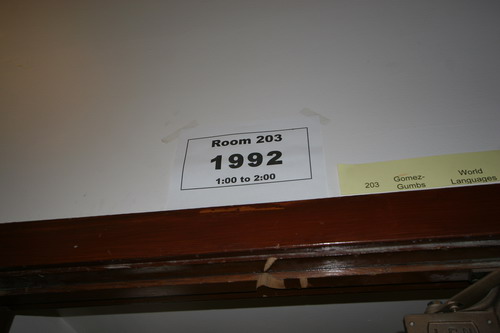 Room 203
1992
1:00 to 2:00
203 Gomez- World
Gumbs Languages